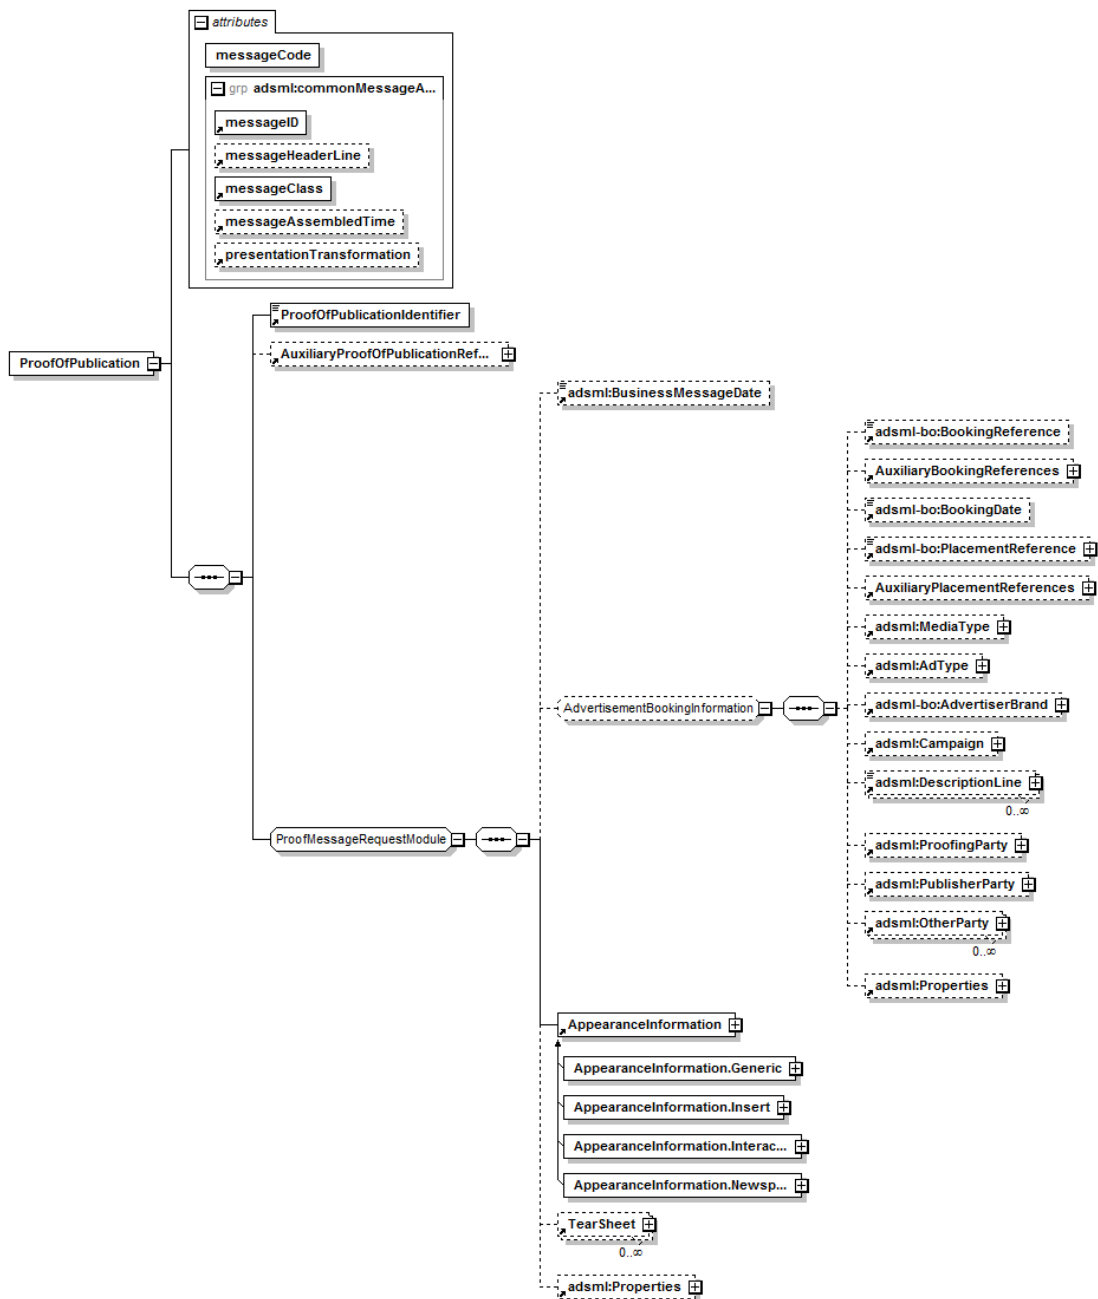 attributes
messageCode
grp adsml:commonMessageA...
messageID
messageHeaderLine
messageClass
messageAssembledTime
presentationTransformation
ProofOfPublicationIdentifier
ProofOfPublication
AuxiliaryProofOfPublicationRef...
adsml:BusinessMessageDate
adsml-bo:BookingReference
AuxiliaryBookingReferences
adsml-bo:BookingDate
adsml-bo:PlacementReference
AuxiliaryPlacementReferences
adsml:MediaType
adsml:AdType
AdvertisementBookingInformation
adsml-bo:AdvertiserBrand
adsml:Campaign
adsml:DescriptionLine
0..∞
ProofMessageRequestModule
adsml:ProofingParty
adsml:PublisherParty
adsml:OtherParty
0..∞
adsml:Properties
AppearanceInformation
AppearanceInformation.Generic
AppearanceInformation.Insert
AppearanceInformation.Interac...
AppearanceInformation.Newsp...
TearSheet
0..∞
adsml:Properties